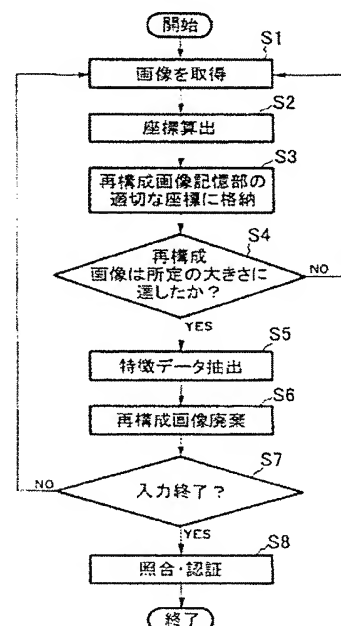 開始
S1
画像を取得
S2
座標算出
S3
再構成画像記憶部の
適切な座標に格納
S4
再構成
画像は所定の大きさに
達したか？
NO
YES
S5
特徴データ抽出
S6
再構成画像廃棄
S7
NO
入力終了？
YES
S8
照合・認証
終了